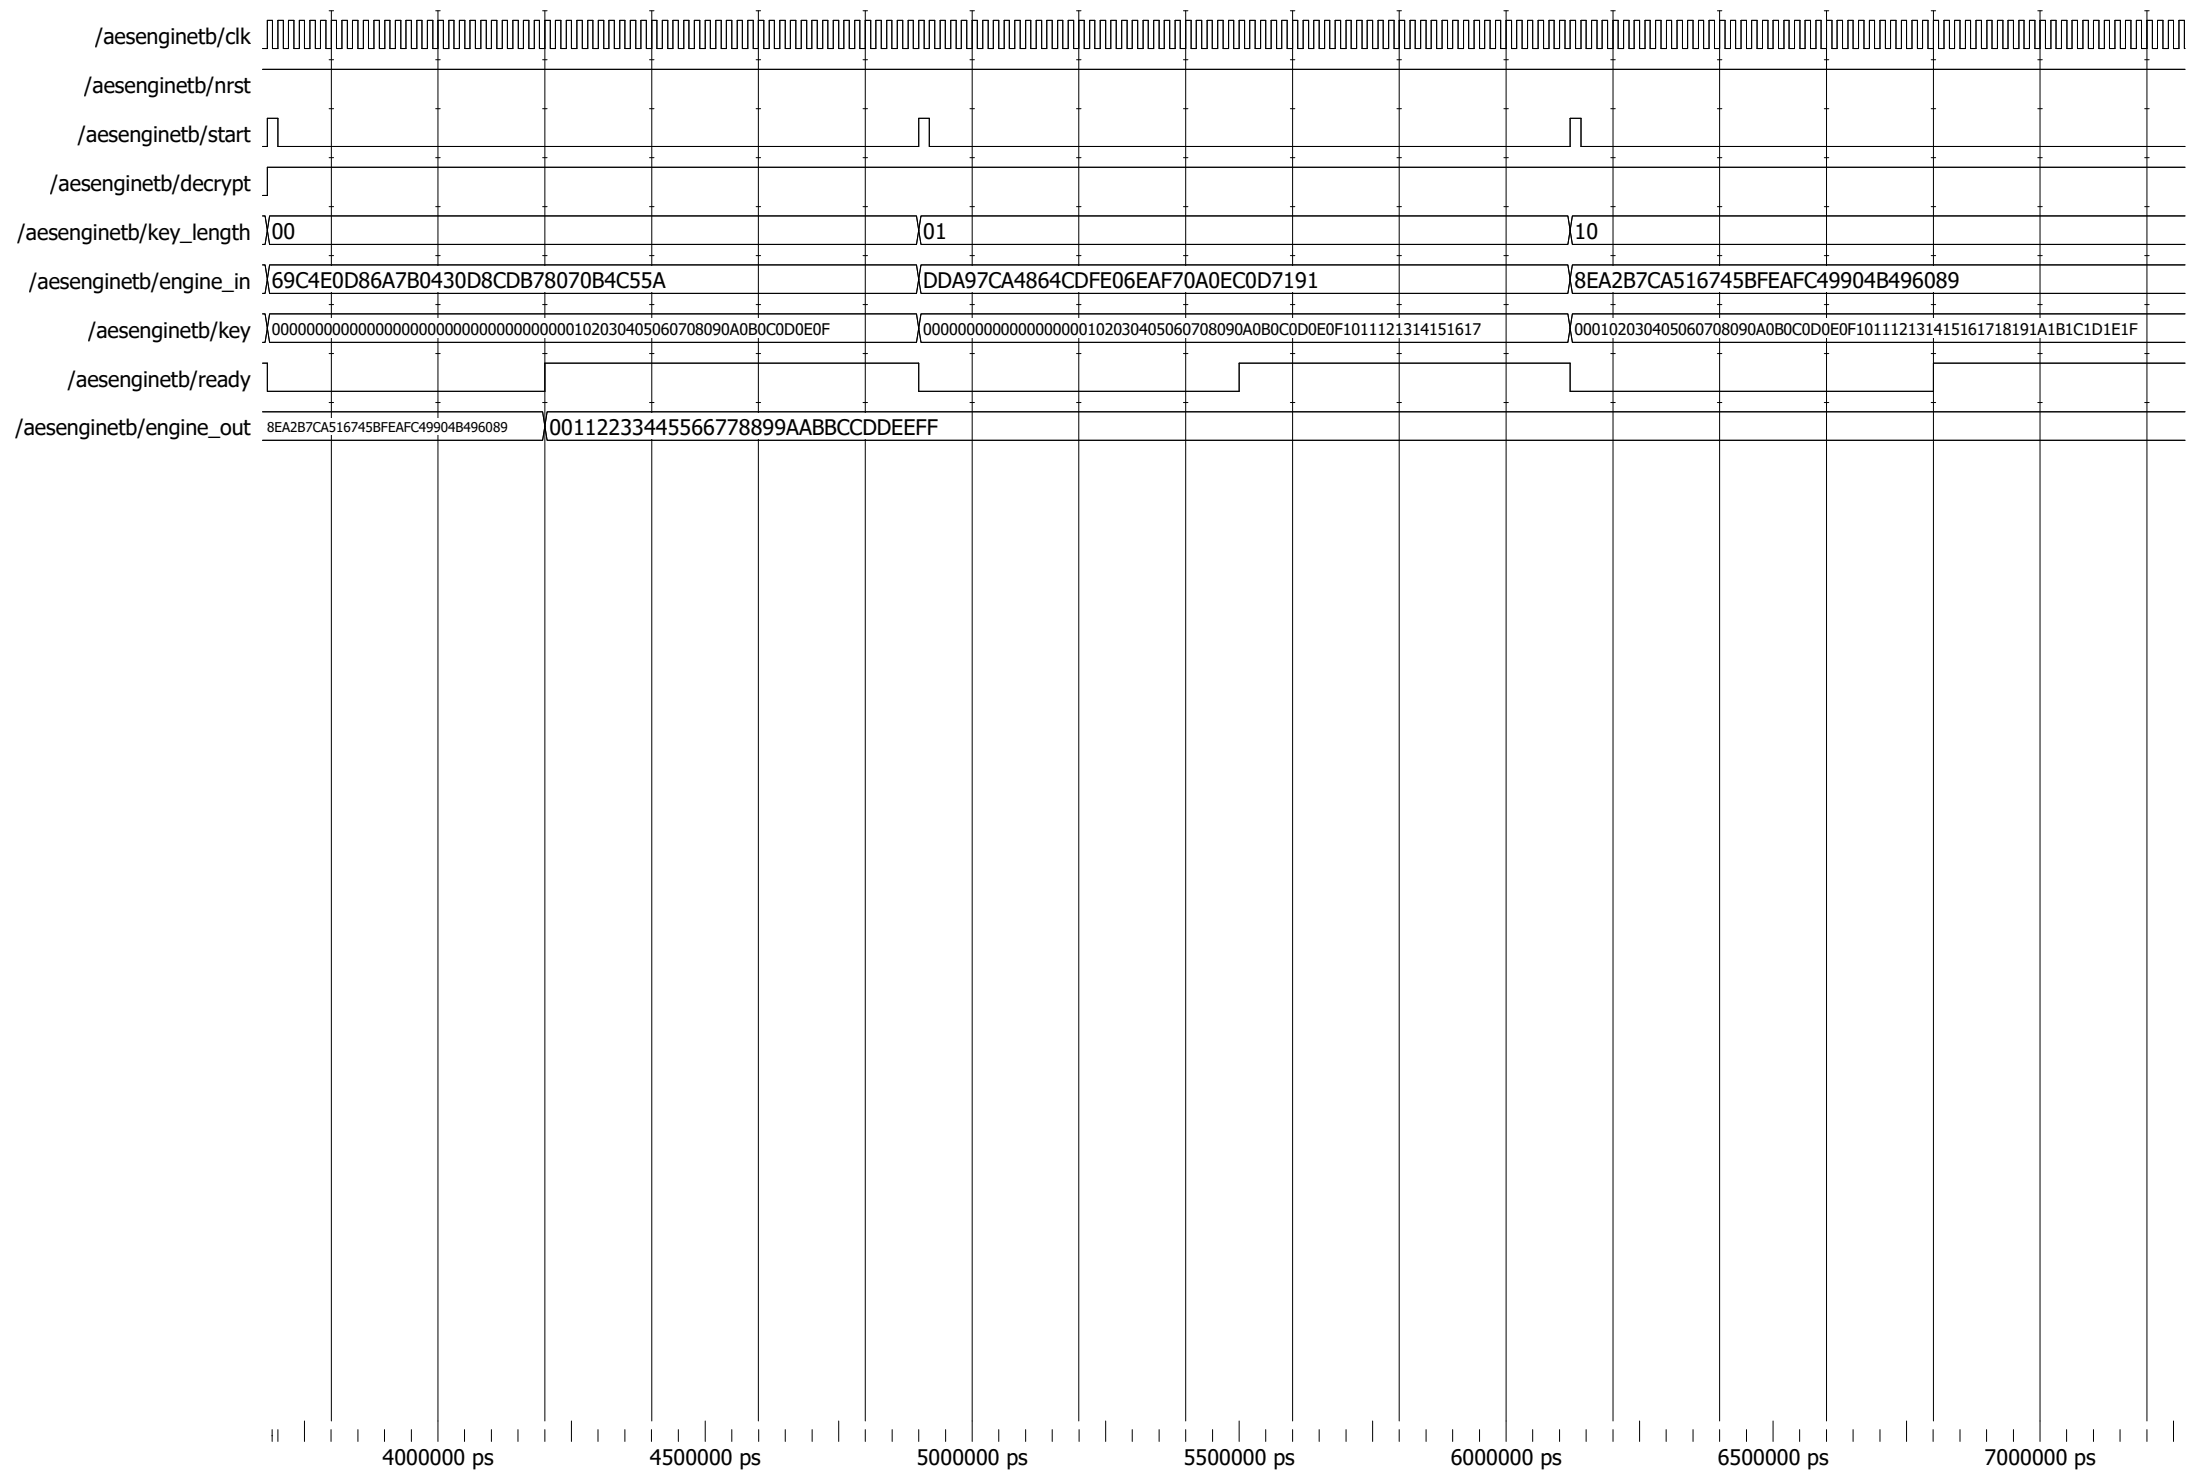 /aesenginetb/clk
/aesenginetb/nrst
/aesenginetb/start
/aesenginetb/decrypt
/aesenginetb/key_length 00 01 10
/aesenginetb/engine_in 69C4E0D86A7B0430D8CDB78070B4C55A DDA97CA4864CDFE06EAF70A0EC0D7191 8EA2B7CA516745BFEAFC49904B496089
/aesenginetb/key 00000000000000000000000000000000000102030405060708090A0B0C0D0E0F 0000000000000000000102030405060708090A0B0C0D0E0F1011121314151617 000102030405060708090A0B0C0D0E0F101112131415161718191A1B1C1D1E1F
/aesenginetb/ready
/aesenginetb/engine_out 8EA2B7CA516745BFEAFC49904B496089 00112233445566778899AABBCCDDEEFF
4000000 ps 4500000 ps 5000000 ps 5500000 ps 6000000 ps 6500000 ps 7000000 ps